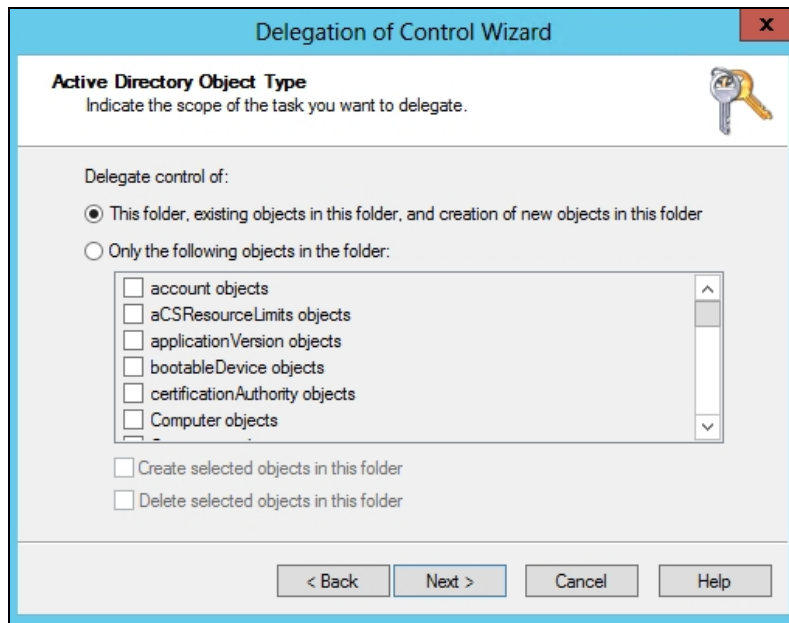 Delegation of Control Wizard
x
Active Directory Object Type
Indicate the scope of the task you want to delegate.
Delegate control of:
This folder, existing objects in this folder, and creation of new objects in this folder
Only the following objects in the folder:
account objects
aCSResourceLimits objects
applicationVersion objects
bootableDevice objects
certificationAuthority objects
Computer objects
Create selected objects in this folder
Delete selected objects in this folder
< Back Next > Cancel Help